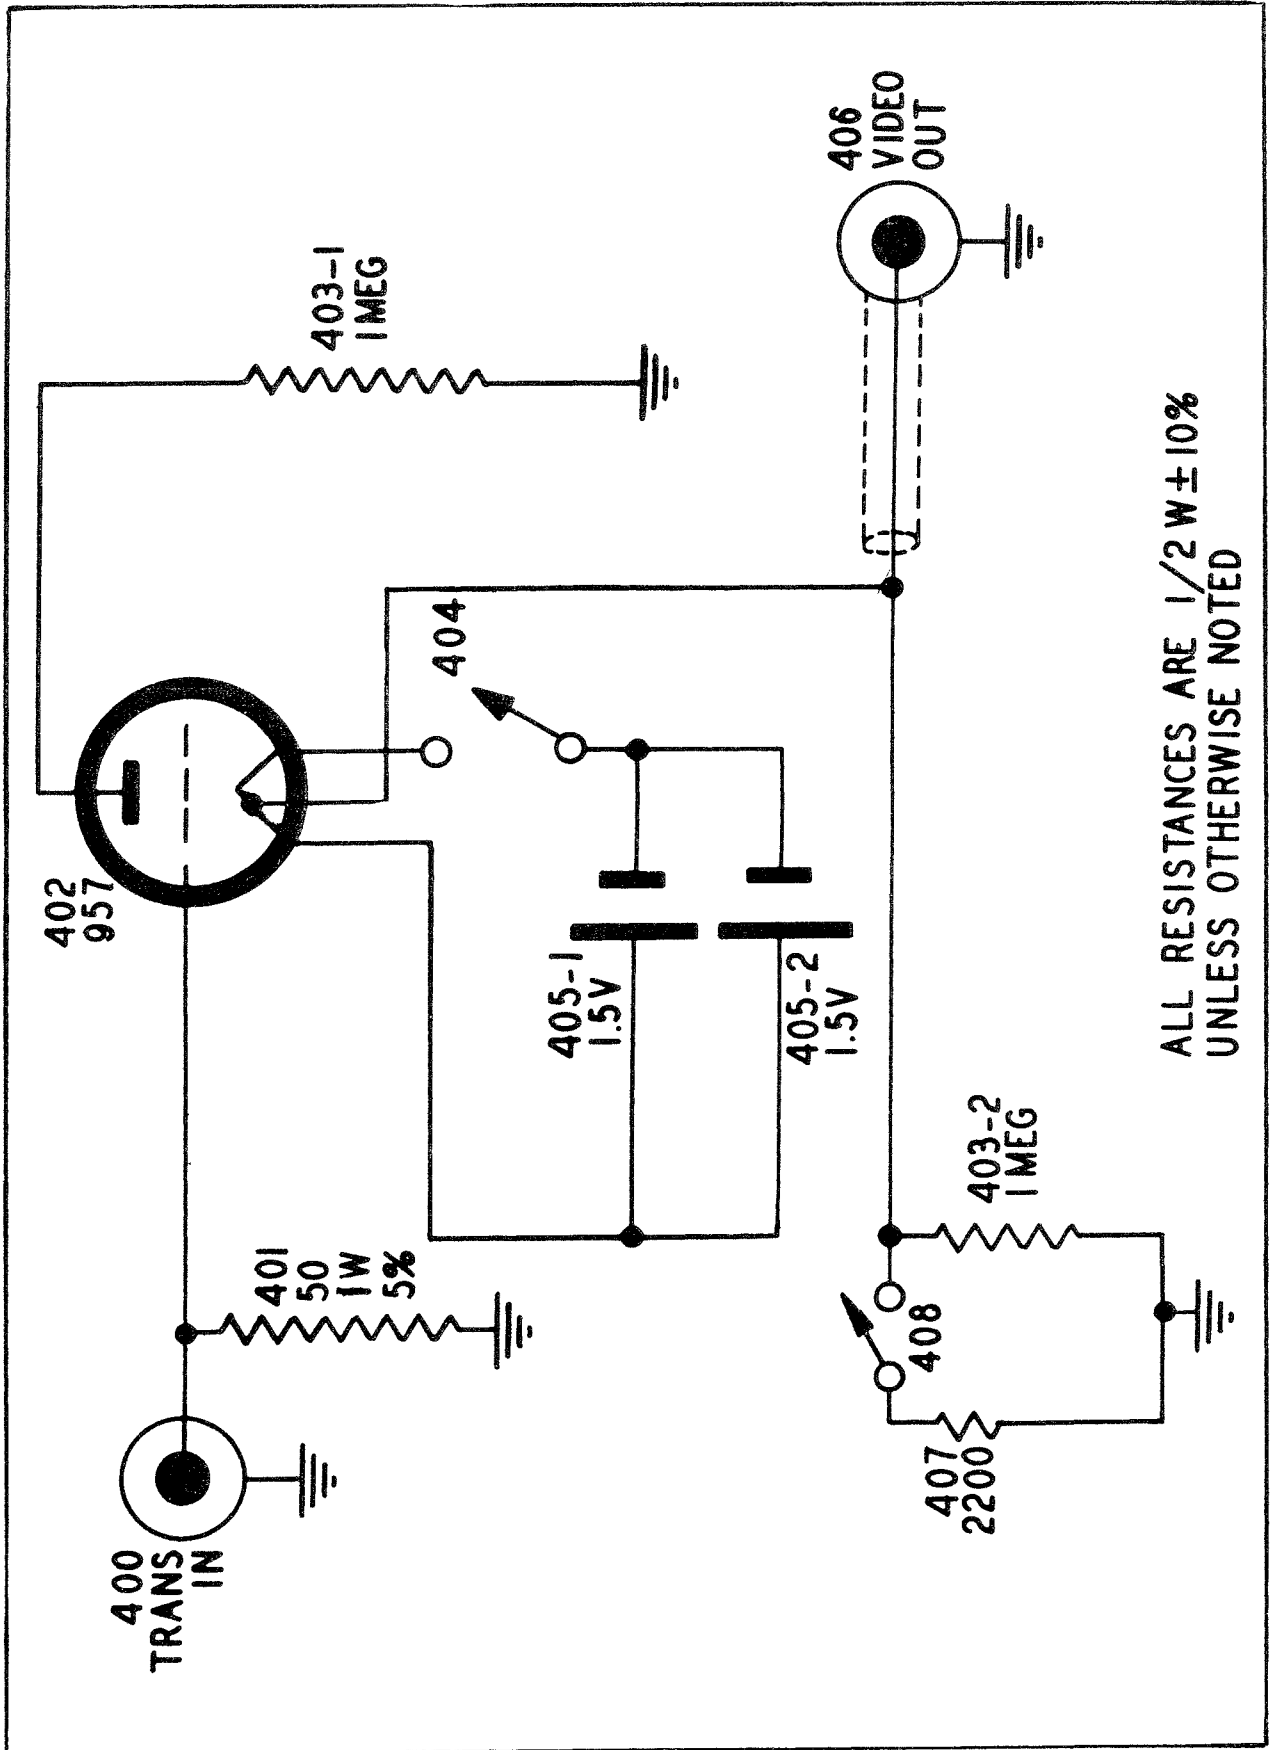 400
TRANS
IN
401
50
1W
5%
402
957
403-1
1MEG
404
405-1
1.5V
405-2
1.5V
406
VIDEO
OUT
407
2200
408
403-2
1MEG
ALL RESISTANCES ARE 1/2 W ± 10%
UNLESS OTHERWISE NOTED